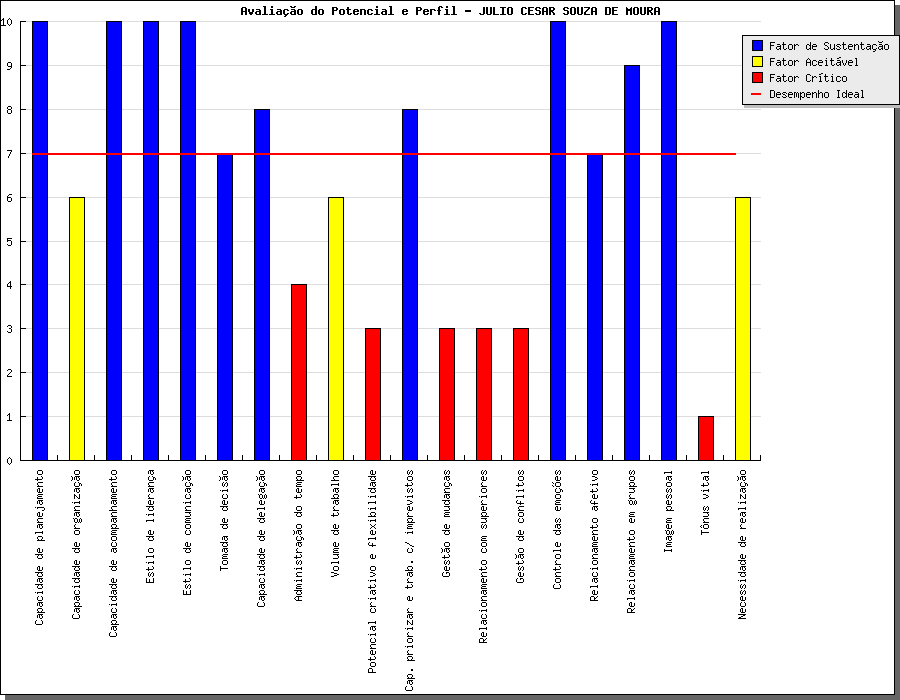 Avaliação do Potencial e Perfil - JULIO CESAR SOUZA DE MOURA
Fator de Sustentação
Fator Aceitável
Fator Crítico
Desempenho Ideal
10
9
8
7
6
5
4
3
2
1
0
Capacidade de planejamento
Capacidade de organização
Capacidade de acompanhamento
Estilo de liderança
Estilo de comunicação
Tomada de decisão
Capacidade de delegação
Administração do tempo
Volume de trabalho
Potencial criativo e flexibilidade
Cap. priorizar e trab. c/ imprevistos
Gestão de mudanças
Relacionamento com superiores
Gestão de conflitos
Controle das emoções
Relacionamento afetivo
Relacionamento em grupos
Imagem pessoal
Tônus vital
Necessidade de realização